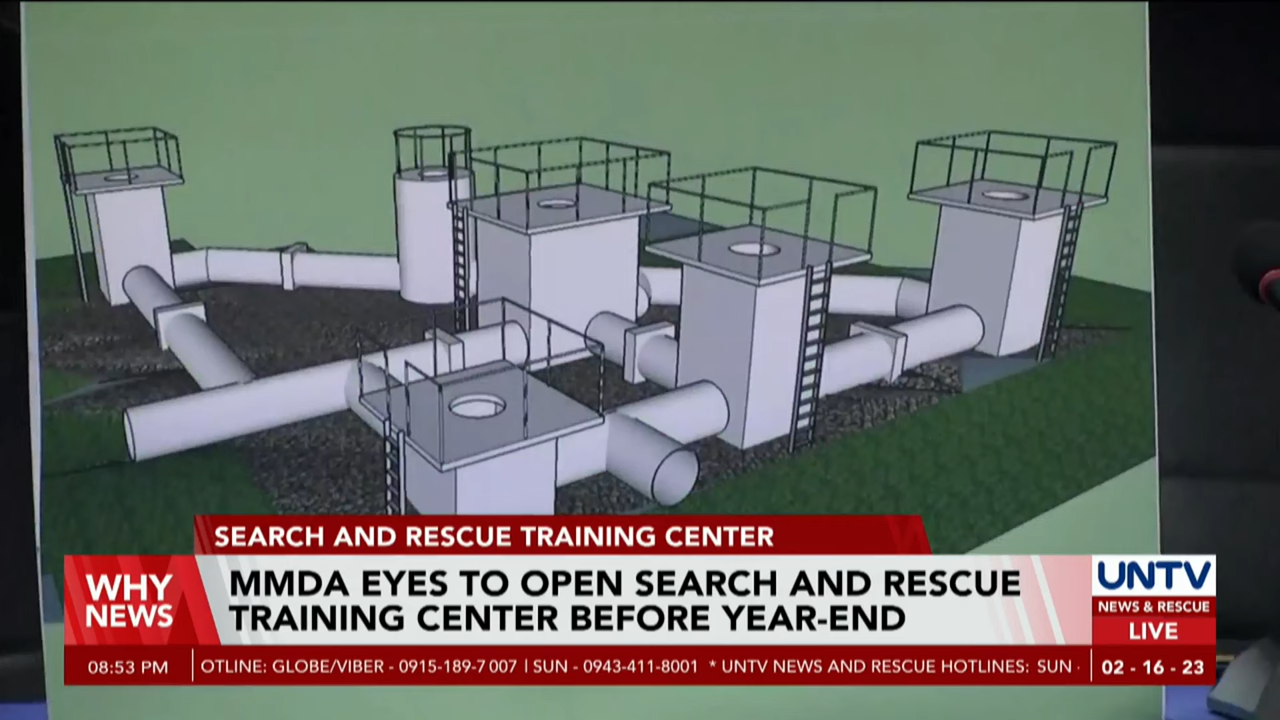 SEARCH AND RESCUE TRAINING CENTER
WHY
NEWS
MMDA EYES TO OPEN SEARCH AND RESCUE
TRAINING CENTER BEFORE YEAR-END
UNTV
NEWS & RESCUE
LIVE
08:53 PM
OTLINE: GLOBE/VIBER - 0915-189-7 007 | SUN - 0943-411-8001 * UNTV NEWS AND RESCUE HOTLINES: SUN -
02 - 16 - 23